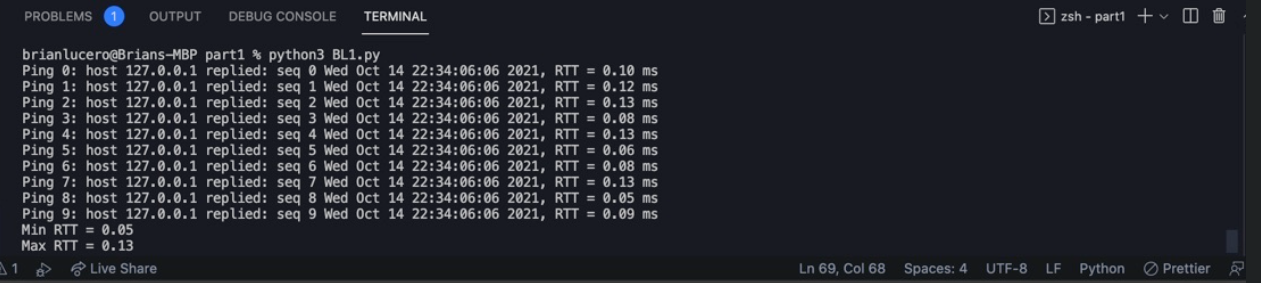 PROBLEMS 1 OUTPUT DEBUG CONSOLE TERMINAL zsh - part1
brianlucero@Brians-MBP part1 % python3 BL1.py
Ping 0: host 127.0.0.1 replied: seq 0 Wed Oct 14 22:34:06:06 2021, RTT = 0.10 ms
Ping 1: host 127.0.0.1 replied: seq 1 Wed Oct 14 22:34:06:06 2021, RTT = 0.12 ms
Ping 2: host 127.0.0.1 replied: seq 2 Wed Oct 14 22:34:06:06 2021, RTT = 0.13 ms
Ping 3: host 127.0.0.1 replied: seq 3 Wed Oct 14 22:34:06:06 2021, RTT = 0.08 ms
Ping 4: host 127.0.0.1 replied: seq 4 Wed Oct 14 22:34:06:06 2021, RTT = 0.13 ms
Ping 5: host 127.0.0.1 replied: seq 5 Wed Oct 14 22:34:06:06 2021, RTT = 0.06 ms
Ping 6: host 127.0.0.1 replied: seq 6 Wed Oct 14 22:34:06:06 2021, RTT = 0.08 ms
Ping 7: host 127.0.0.1 replied: seq 7 Wed Oct 14 22:34:06:06 2021, RTT = 0.13 ms
Ping 8: host 127.0.0.1 replied: seq 8 Wed Oct 14 22:34:06:06 2021, RTT = 0.05 ms
Ping 9: host 127.0.0.1 replied: seq 9 Wed Oct 14 22:34:06:06 2021, RTT = 0.09 ms
Min RTT = 0.05
Max RTT = 0.13
1 Live Share Ln 69, Col 68 Spaces: 4 UTF-8 LF Python Prettier